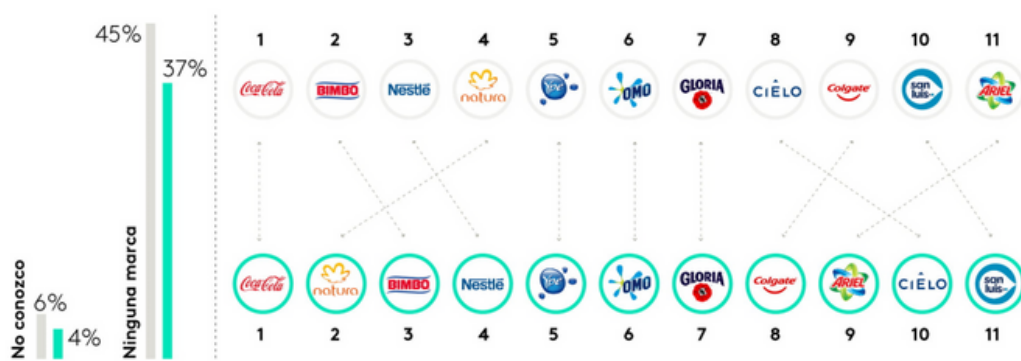 45%
37%
Ninguna marca
6%
4%
No conozco
1 2 3 4 5 6 7 8 9 10 11
Coca-Cola BIMBO Nestlé natura OMO GLORIA CIELO Colgate san luis ARIEL
Coca-Cola natura BIMBO Nestlé OMO GLORIA Colgate ARIEL CIELO san luis
1 2 3 4 5 6 7 8 9 10 11